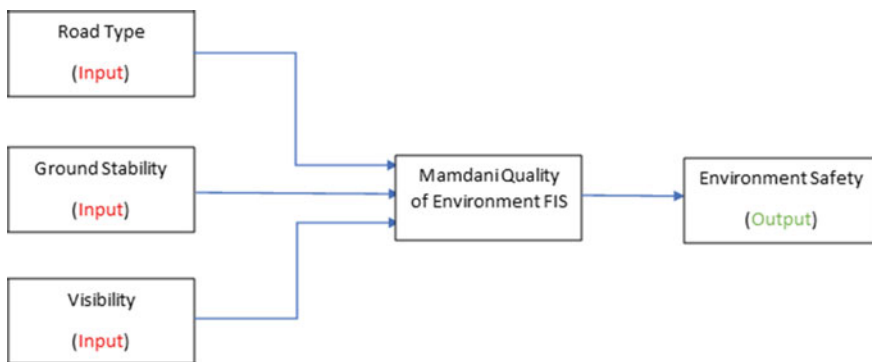 Road Type
(Input)
Ground Stability
(Input)
Visibility
(Input)
Mamdani Quality
of Environment FIS
Environment Safety
(Output)